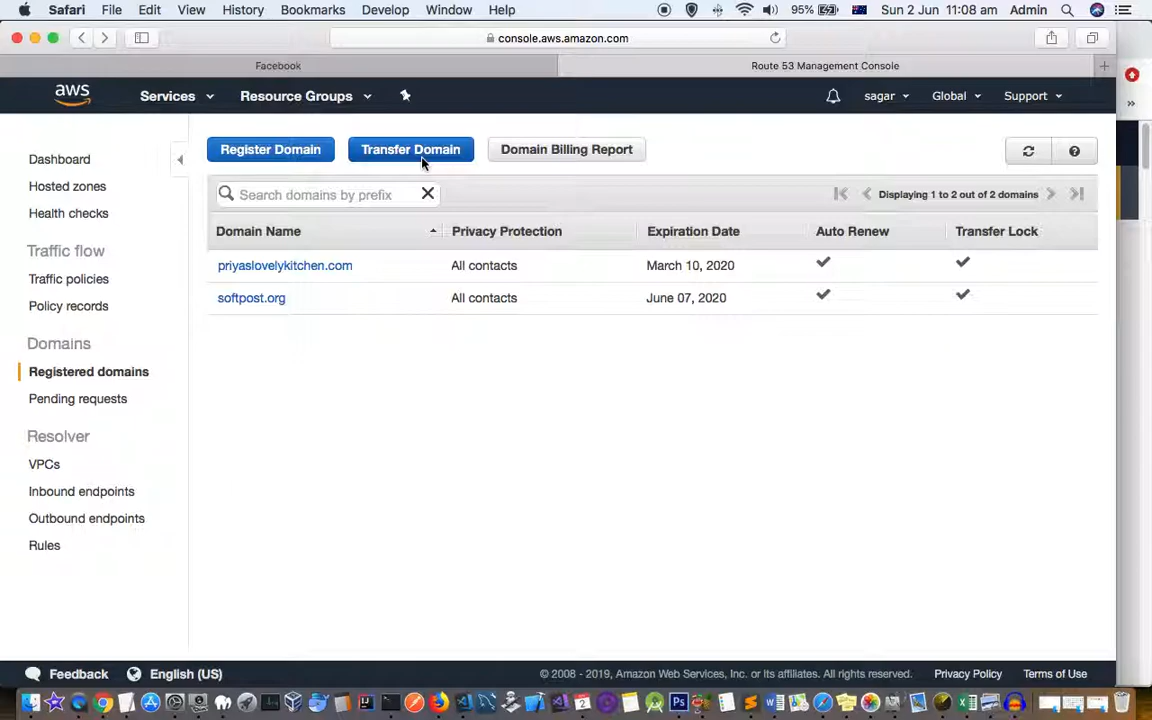 Safari File Edit View History Bookmarks Develop Window Help 95% Sun 2 Jun 11:08 am Admin
console.aws.amazon.com
Facebook Route 53 Management Console
aws Services Resource Groups sagar Global Support
Register Domain Transfer Domain Domain Billing Report
Search domains by prefix Displaying 1 to 2 out of 2 domains
Domain Name Privacy Protection Expiration Date Auto Renew Transfer Lock
priyaslovelykitchen.com All contacts March 10, 2020
softpost.org All contacts June 07, 2020
Dashboard
Hosted zones
Health checks
Traffic flow
Traffic policies
Policy records
Domains
Registered domains
Pending requests
Resolver
VPCs
Inbound endpoints
Outbound endpoints
Rules
Feedback English (US) © 2008 - 2019, Amazon Web Services, Inc. or its affiliates. All rights reserved. Privacy Policy Terms of Use